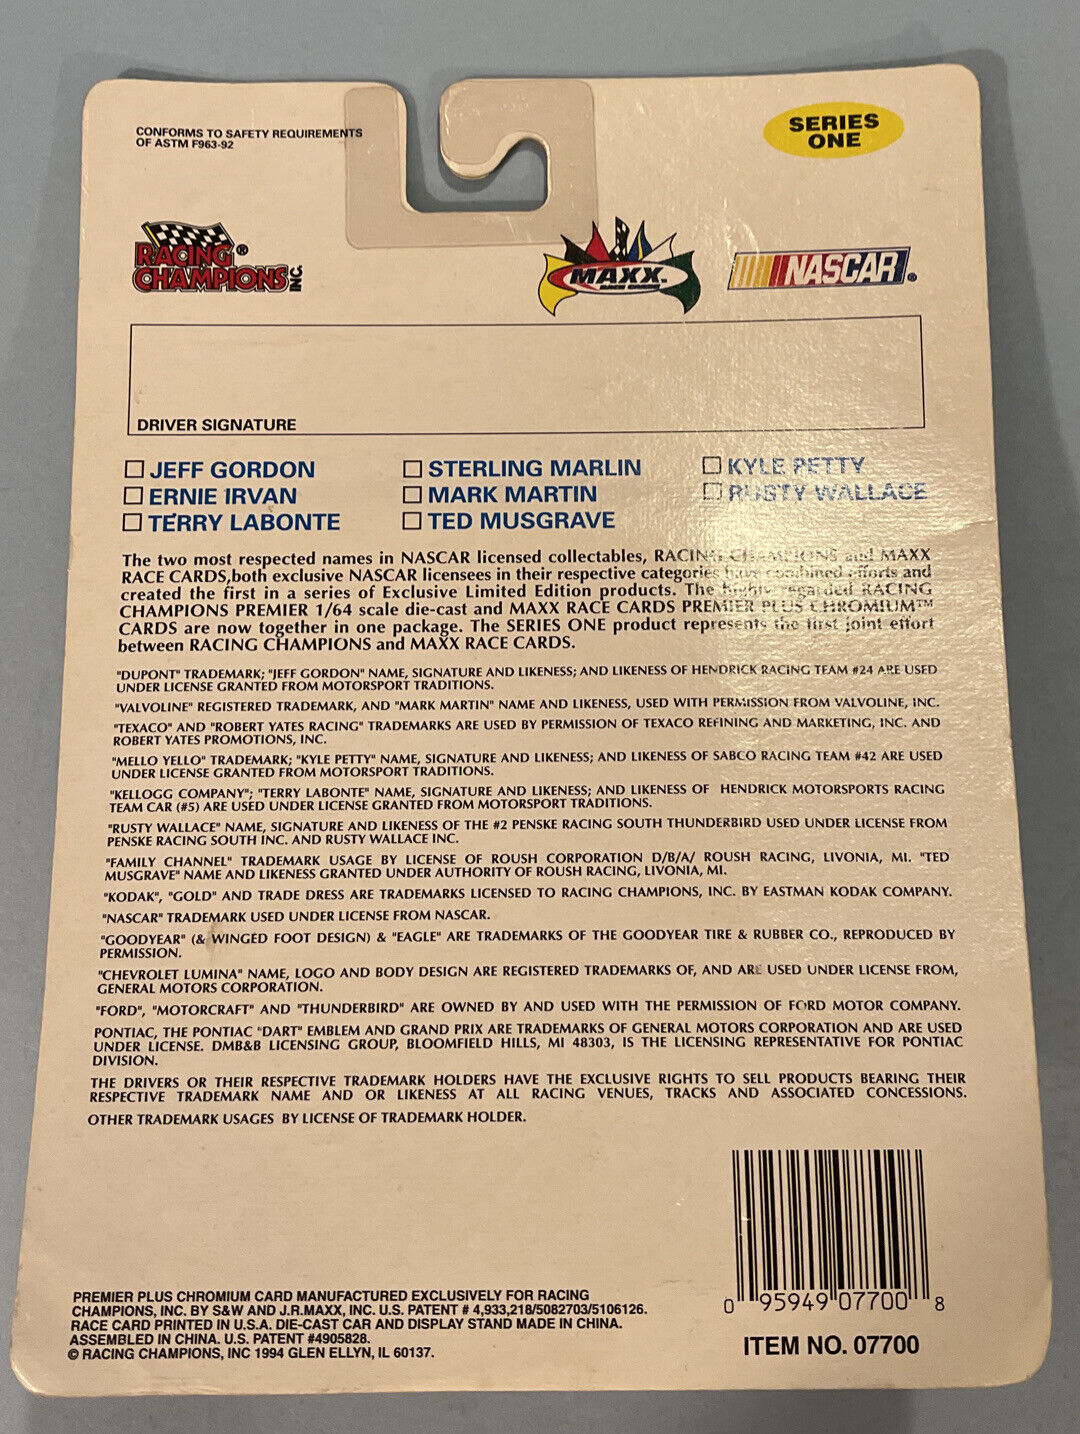 CONFORMS TO SAFETY REQUIREMENTS
OF ASTM F963-92
SERIES
ONE
RACING ®
CHAMPIONS INC.
MAXX™
RACE CARDS
NASCAR®
DRIVER SIGNATURE
☐ JEFF GORDON ☐ STERLING MARLIN ☐ KYLE PETTY
☐ ERNIE IRVAN ☐ MARK MARTIN ☐ RUSTY WALLACE
☐ TERRY LABONTE ☐ TED MUSGRAVE
The two most respected names in NASCAR licensed collectables, RACING CHAMPIONS and MAXX
RACE CARDS,both exclusive NASCAR licensees in their respective categories have combined efforts and
created the first in a series of Exclusive Limited Edition products. The highly regarded RACING
CHAMPIONS PREMIER 1/64 scale die-cast and MAXX RACE CARDS PREMIER PLUS CHROMIUM™
CARDS are now together in one package. The SERIES ONE product represents the first joint effort
between RACING CHAMPIONS and MAXX RACE CARDS.
"DUPONT" TRADEMARK; "JEFF GORDON" NAME, SIGNATURE AND LIKENESS; AND LIKENESS OF HENDRICK RACING TEAM #24 ARE USED
UNDER LICENSE GRANTED FROM MOTORSPORT TRADITIONS.
"VALVOLINE" REGISTERED TRADEMARK, AND "MARK MARTIN" NAME AND LIKENESS, USED WITH PERMISSION FROM VALVOLINE, INC.
"TEXACO" AND "ROBERT YATES RACING" TRADEMARKS ARE USED BY PERMISSION OF TEXACO REFINING AND MARKETING, INC. AND
ROBERT YATES PROMOTIONS, INC.
"MELLO YELLO" TRADEMARK; "KYLE PETTY" NAME, SIGNATURE AND LIKENESS; AND LIKENESS OF SABCO RACING TEAM #42 ARE USED
UNDER LICENSE GRANTED FROM MOTORSPORT TRADITIONS.
"KELLOGG COMPANY"; "TERRY LABONTE" NAME, SIGNATURE AND LIKENESS; AND LIKENESS OF HENDRICK MOTORSPORTS RACING
TEAM CAR (#5) ARE USED UNDER LICENSE GRANTED FROM MOTORSPORT TRADITIONS.
"RUSTY WALLACE" NAME, SIGNATURE AND LIKENESS OF THE #2 PENSKE RACING SOUTH THUNDERBIRD USED UNDER LICENSE FROM
PENSKE RACING SOUTH INC. AND RUSTY WALLACE INC.
"FAMILY CHANNEL" TRADEMARK USAGE BY LICENSE OF ROUSH CORPORATION D/B/A/ ROUSH RACING, LIVONIA, MI. "TED
MUSGRAVE" NAME AND LIKENESS GRANTED UNDER AUTHORITY OF ROUSH RACING, LIVONIA, MI.
"KODAK", "GOLD" AND TRADE DRESS ARE TRADEMARKS LICENSED TO RACING CHAMPIONS, INC. BY EASTMAN KODAK COMPANY.
"NASCAR" TRADEMARK USED UNDER LICENSE FROM NASCAR.
"GOODYEAR" (& WINGED FOOT DESIGN) & "EAGLE" ARE TRADEMARKS OF THE GOODYEAR TIRE & RUBBER CO., REPRODUCED BY
PERMISSION.
"CHEVROLET LUMINA" NAME, LOGO AND BODY DESIGN ARE REGISTERED TRADEMARKS OF, AND ARE USED UNDER LICENSE FROM,
GENERAL MOTORS CORPORATION.
"FORD", "MOTORCRAFT" AND "THUNDERBIRD" ARE OWNED BY AND USED WITH THE PERMISSION OF FORD MOTOR COMPANY.
PONTIAC, THE PONTIAC "DART" EMBLEM AND GRAND PRIX ARE TRADEMARKS OF GENERAL MOTORS CORPORATION AND ARE USED
UNDER LICENSE. DMB&B LICENSING GROUP, BLOOMFIELD HILLS, MI 48303, IS THE LICENSING REPRESENTATIVE FOR PONTIAC
DIVISION.
THE DRIVERS OR THEIR RESPECTIVE TRADEMARK HOLDERS HAVE THE EXCLUSIVE RIGHTS TO SELL PRODUCTS BEARING THEIR
RESPECTIVE TRADEMARK NAME AND OR LIKENESS AT ALL RACING VENUES, TRACKS AND ASSOCIATED CONCESSIONS.
OTHER TRADEMARK USAGES BY LICENSE OF TRADEMARK HOLDER.
PREMIER PLUS CHROMIUM CARD MANUFACTURED EXCLUSIVELY FOR RACING
CHAMPIONS, INC. BY S&W AND J.R.MAXX, INC. U.S. PATENT # 4,933,218/5082703/5106126.
RACE CARD PRINTED IN U.S.A. DIE-CAST CAR AND DISPLAY STAND MADE IN CHINA.
ASSEMBLED IN CHINA. U.S. PATENT #4905828.
© RACING CHAMPIONS, INC 1994 GLEN ELLYN, IL 60137.
0 95949 07700 8
ITEM NO. 07700